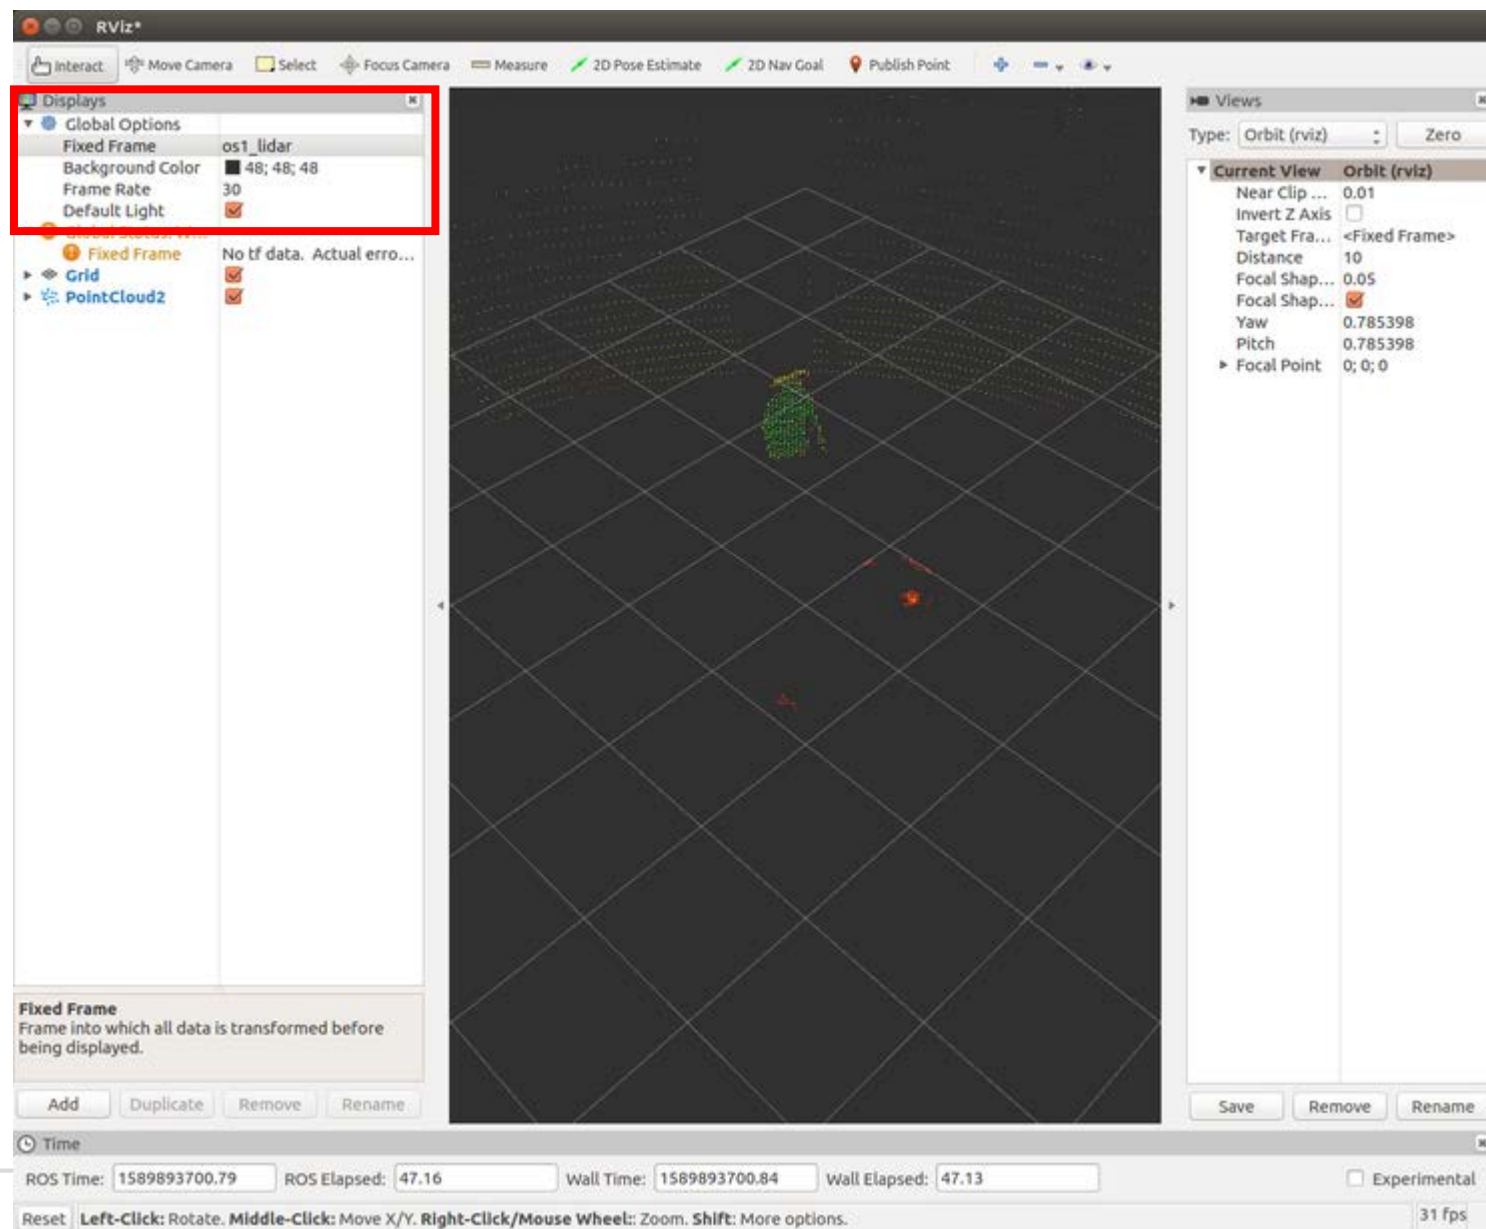 RViz*
Interact Move Camera Select Focus Camera Measure 2D Pose Estimate 2D Nav Goal Publish Point
Displays
Global Options
Fixed Frame os1_lidar
Background Color 48; 48; 48
Frame Rate 30
Default Light
Global Status: W...
Fixed Frame No tf data. Actual erro...
Grid
PointCloud2
Fixed Frame
Frame into which all data is transformed before
being displayed.
Add Duplicate Remove Rename
Views
Type: Orbit (rviz) Zero
Current View Orbit (rviz)
Near Clip ... 0.01
Invert Z Axis
Target Fra... <Fixed Frame>
Distance 10
Focal Shap... 0.05
Focal Shap...
Yaw 0.785398
Pitch 0.785398
Focal Point 0; 0; 0
Save Remove Rename
Time
ROS Time: 1589893700.79 ROS Elapsed: 47.16 Wall Time: 1589893700.84 Wall Elapsed: 47.13 Experimental
Reset Left-Click: Rotate. Middle-Click: Move X/Y. Right-Click/Mouse Wheel:: Zoom. Shift: More options. 31 fps